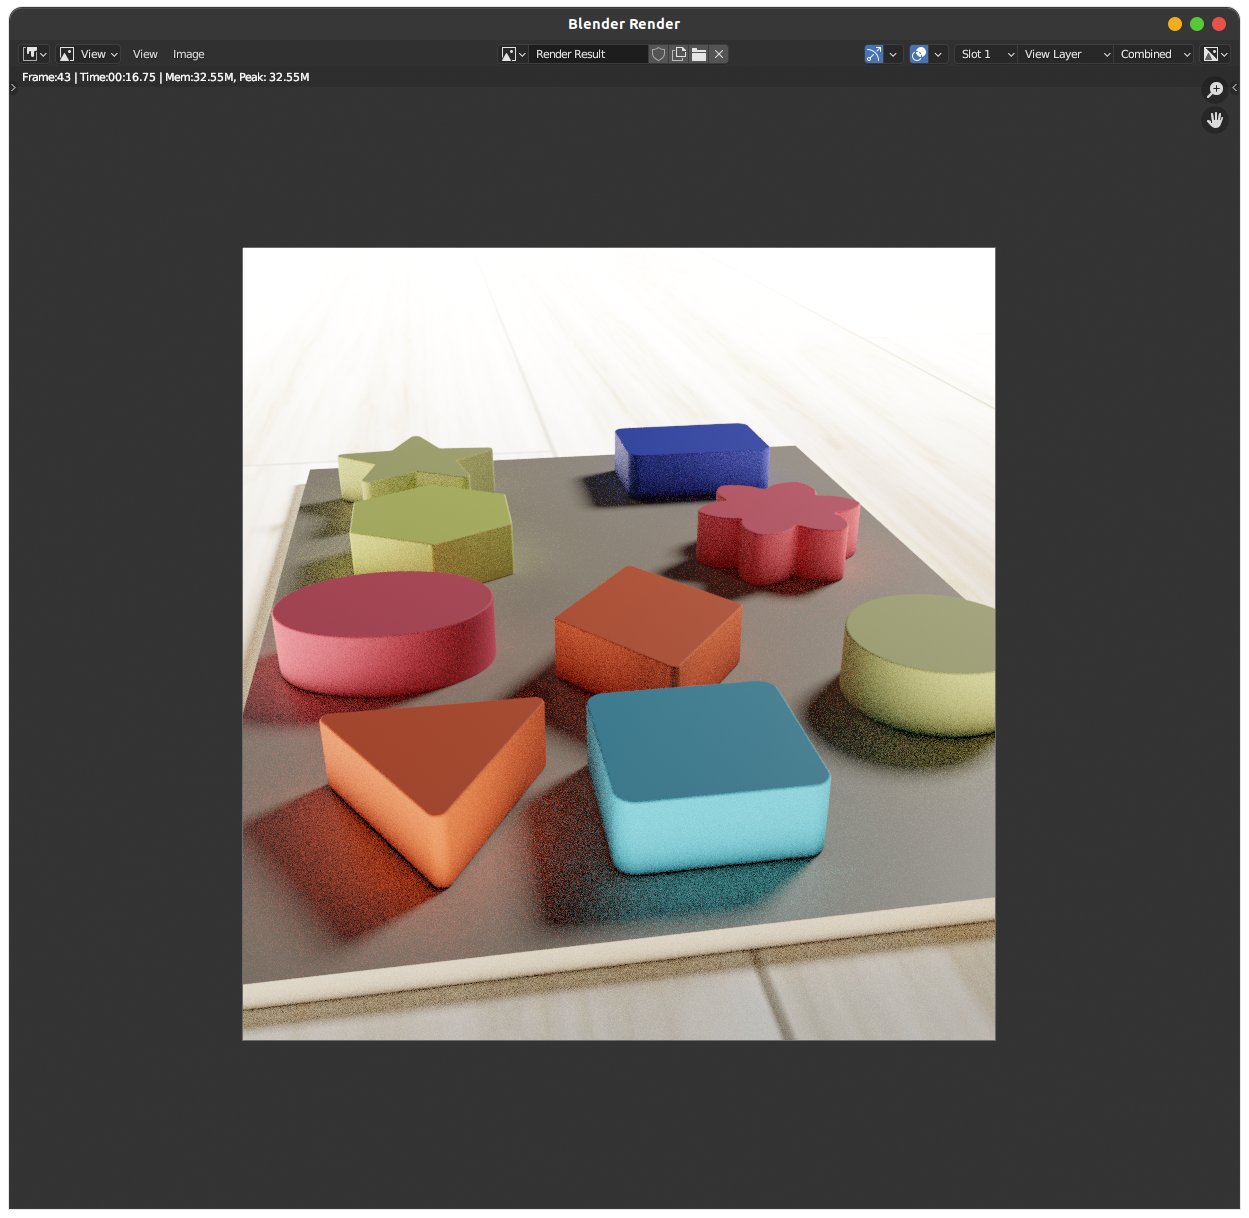 Blender Render
View View Image Render Result Slot 1 View Layer Combined
Frame:43 | Time:00:16.75 | Mem:32.55M, Peak: 32.55M